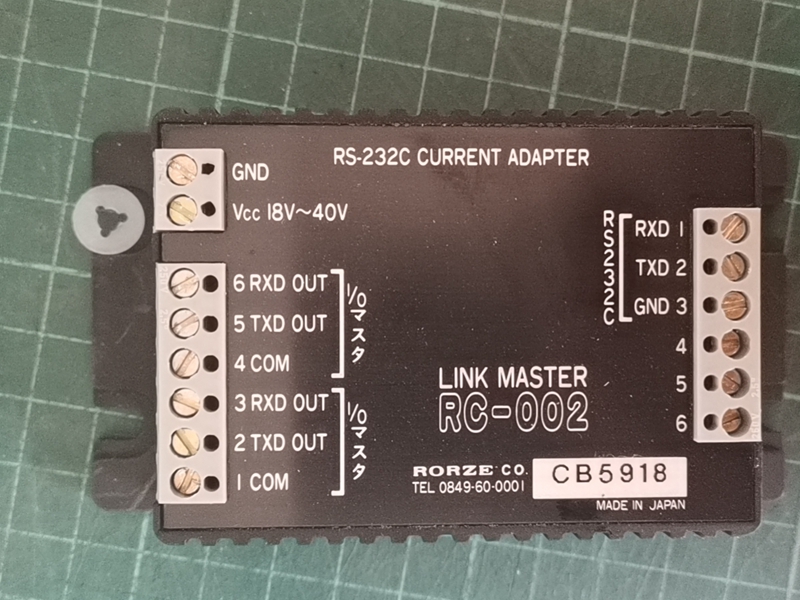 RS-232C CURRENT ADAPTER
GND
Vcc 18V～40V
6 RXD OUT
5 TXD OUT
4 COM
I/Oマスタ
3 RXD OUT
2 TXD OUT
1 COM
I/Oマスタ
RS232C
RXD 1
TXD 2
GND 3
4
5
6
LINK MASTER
RC-002
RORZE CO.
TEL 0849-60-0001
CB5918
MADE IN JAPAN